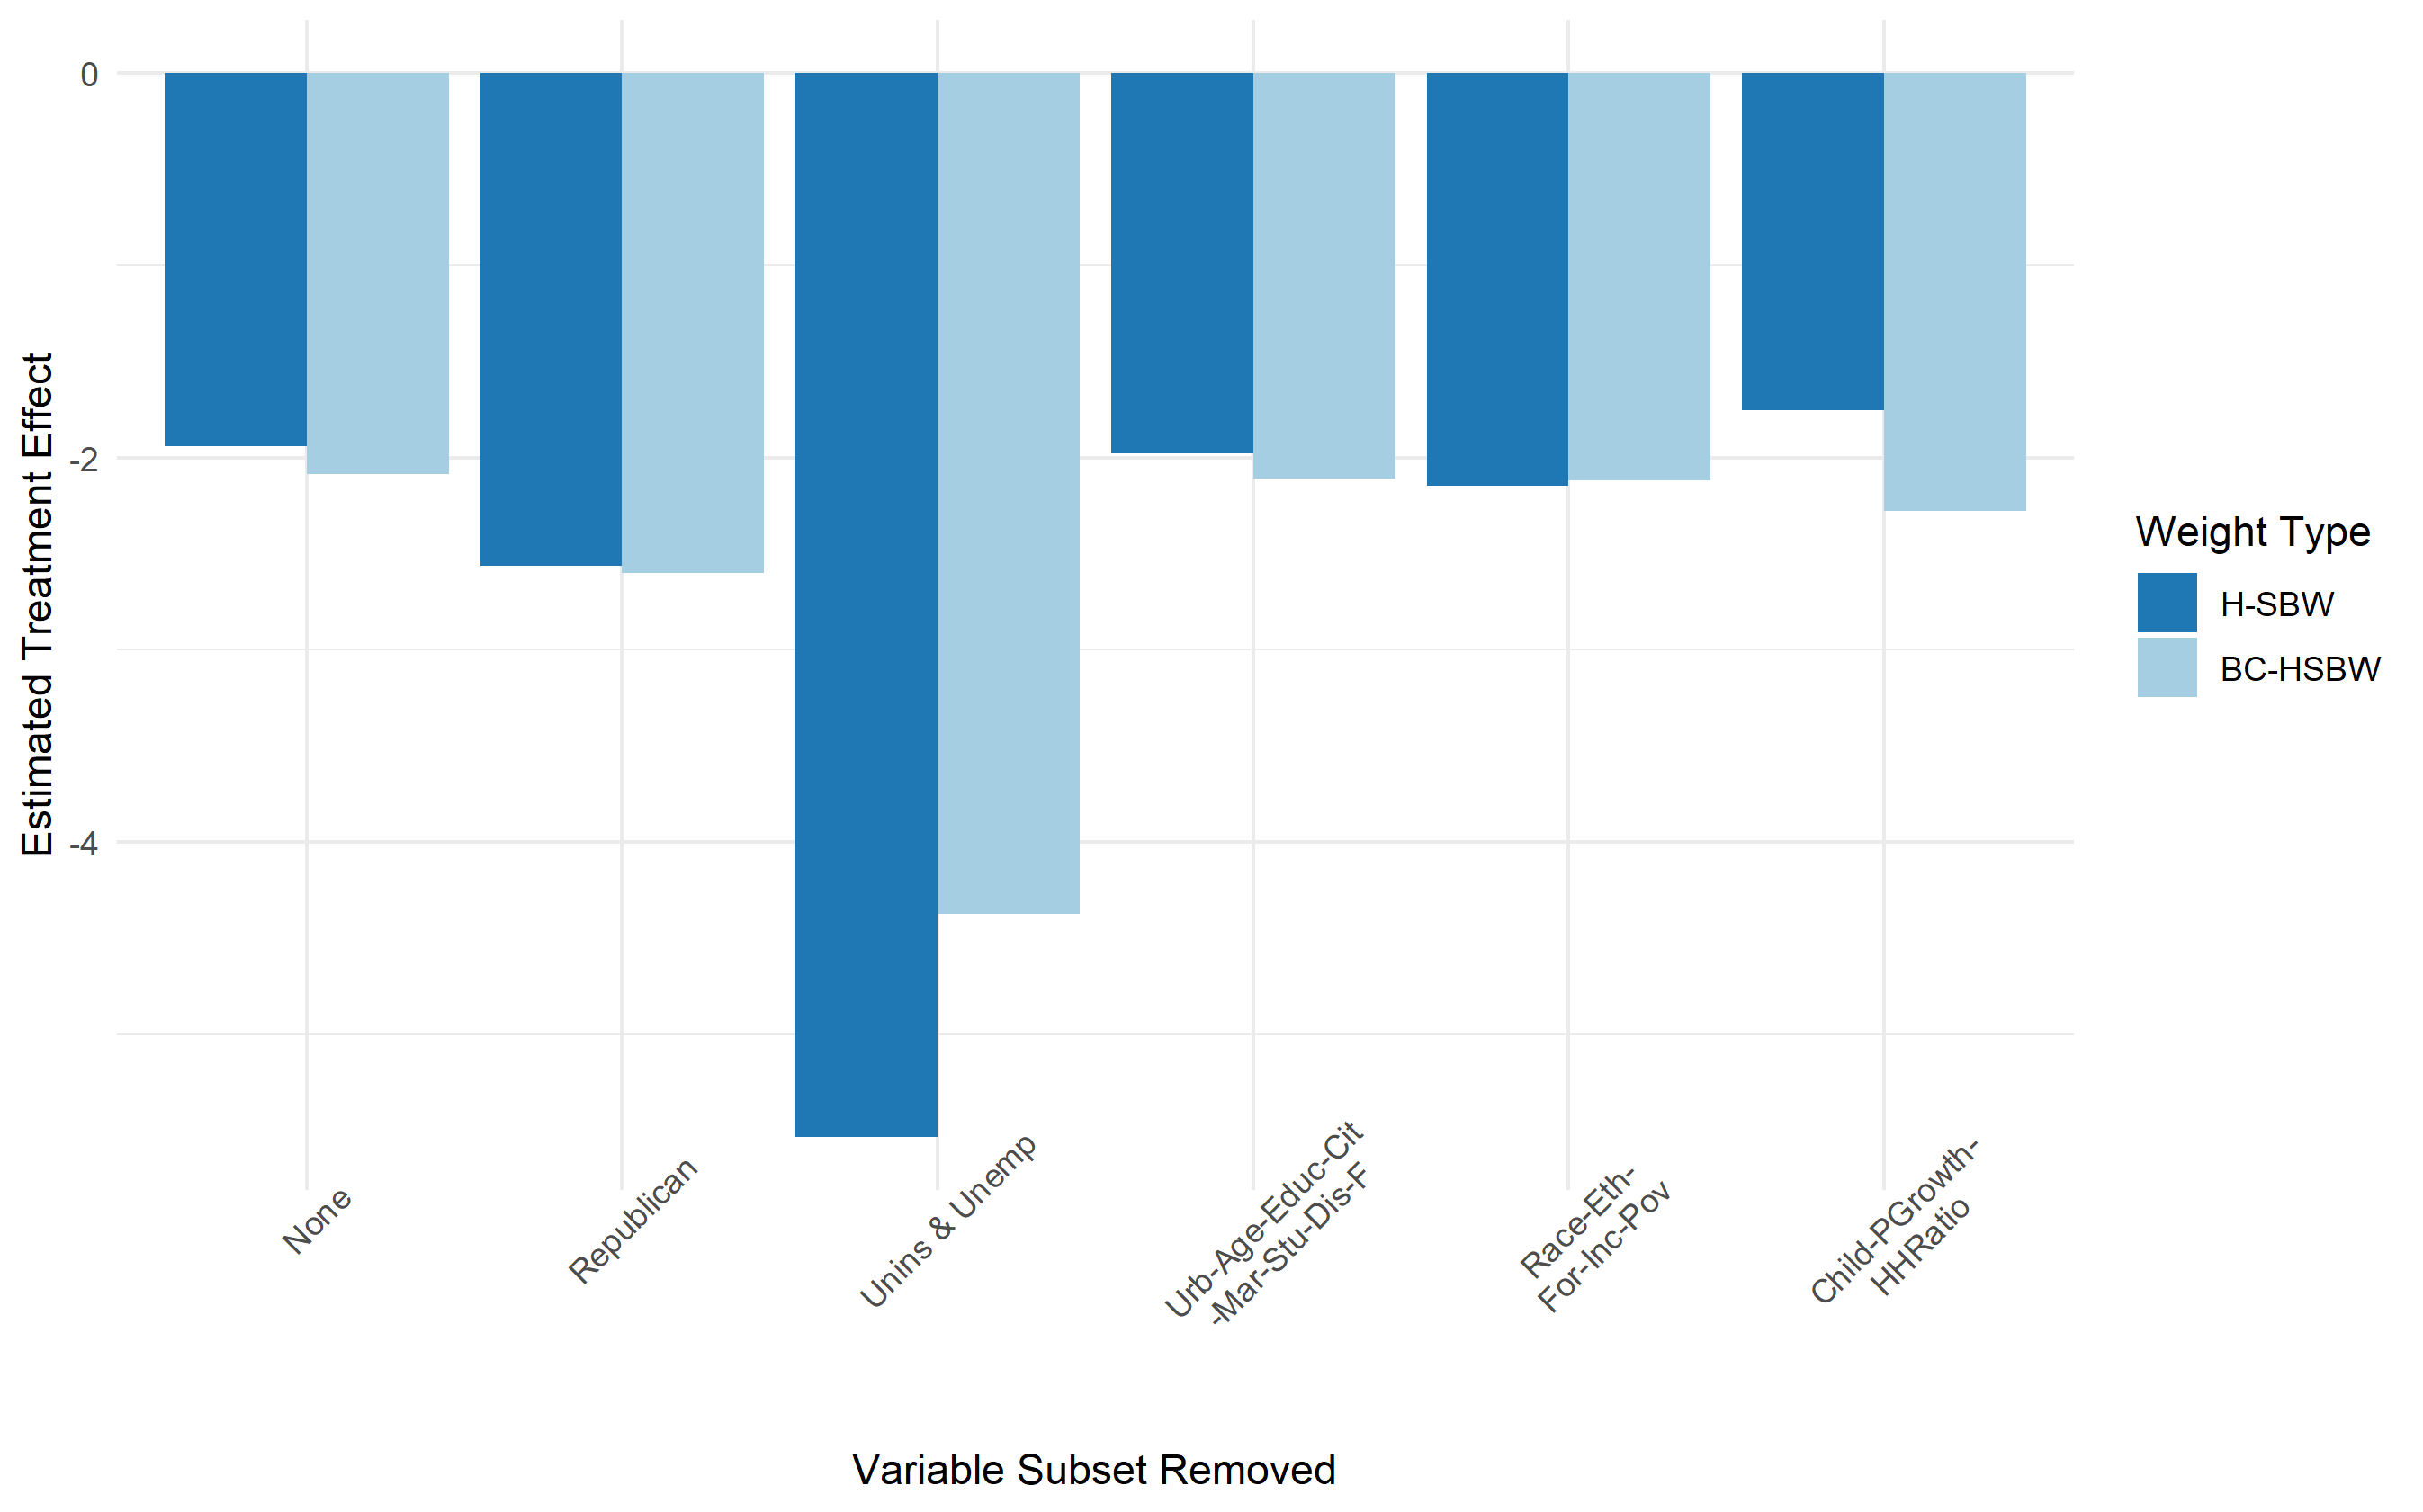 0
-2
-4
Estimated Treatment Effect
None
Republican
Unins & Unemp
Urb-Age-Educ-Cit
-Mar-Stu-Dis-F
Race-Eth-
For-Inc-Pov
Child-PGrowth-
HHRatio
Variable Subset Removed
Weight Type
H-SBW
BC-HSBW